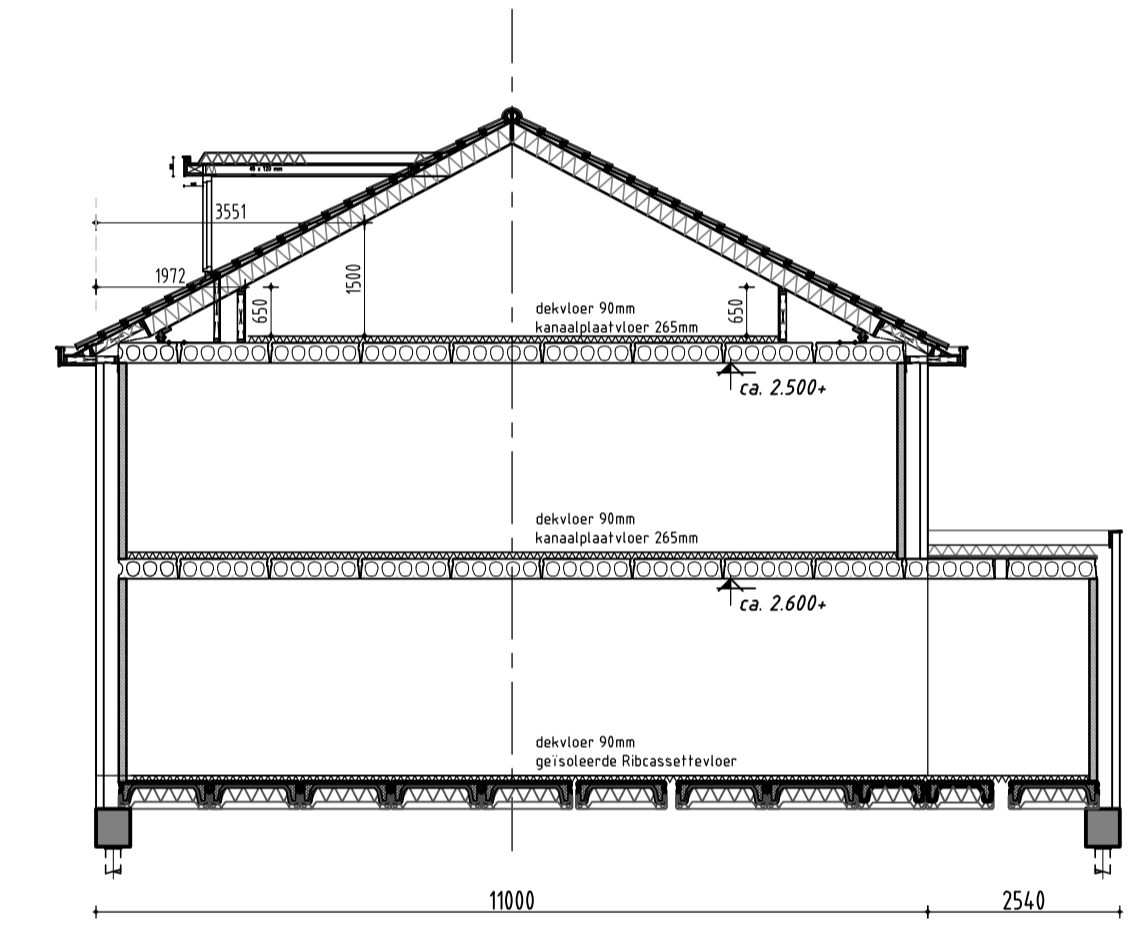 46 x 120 mm
3551
1972
1500
650
650
dekvloer 90mm
kanaalplaatvloer 265mm
ca. 2.500+
dekvloer 90mm
kanaalplaatvloer 265mm
ca. 2.600+
dekvloer 90mm
geïsoleerde Ribcassettevloer
11000
2540